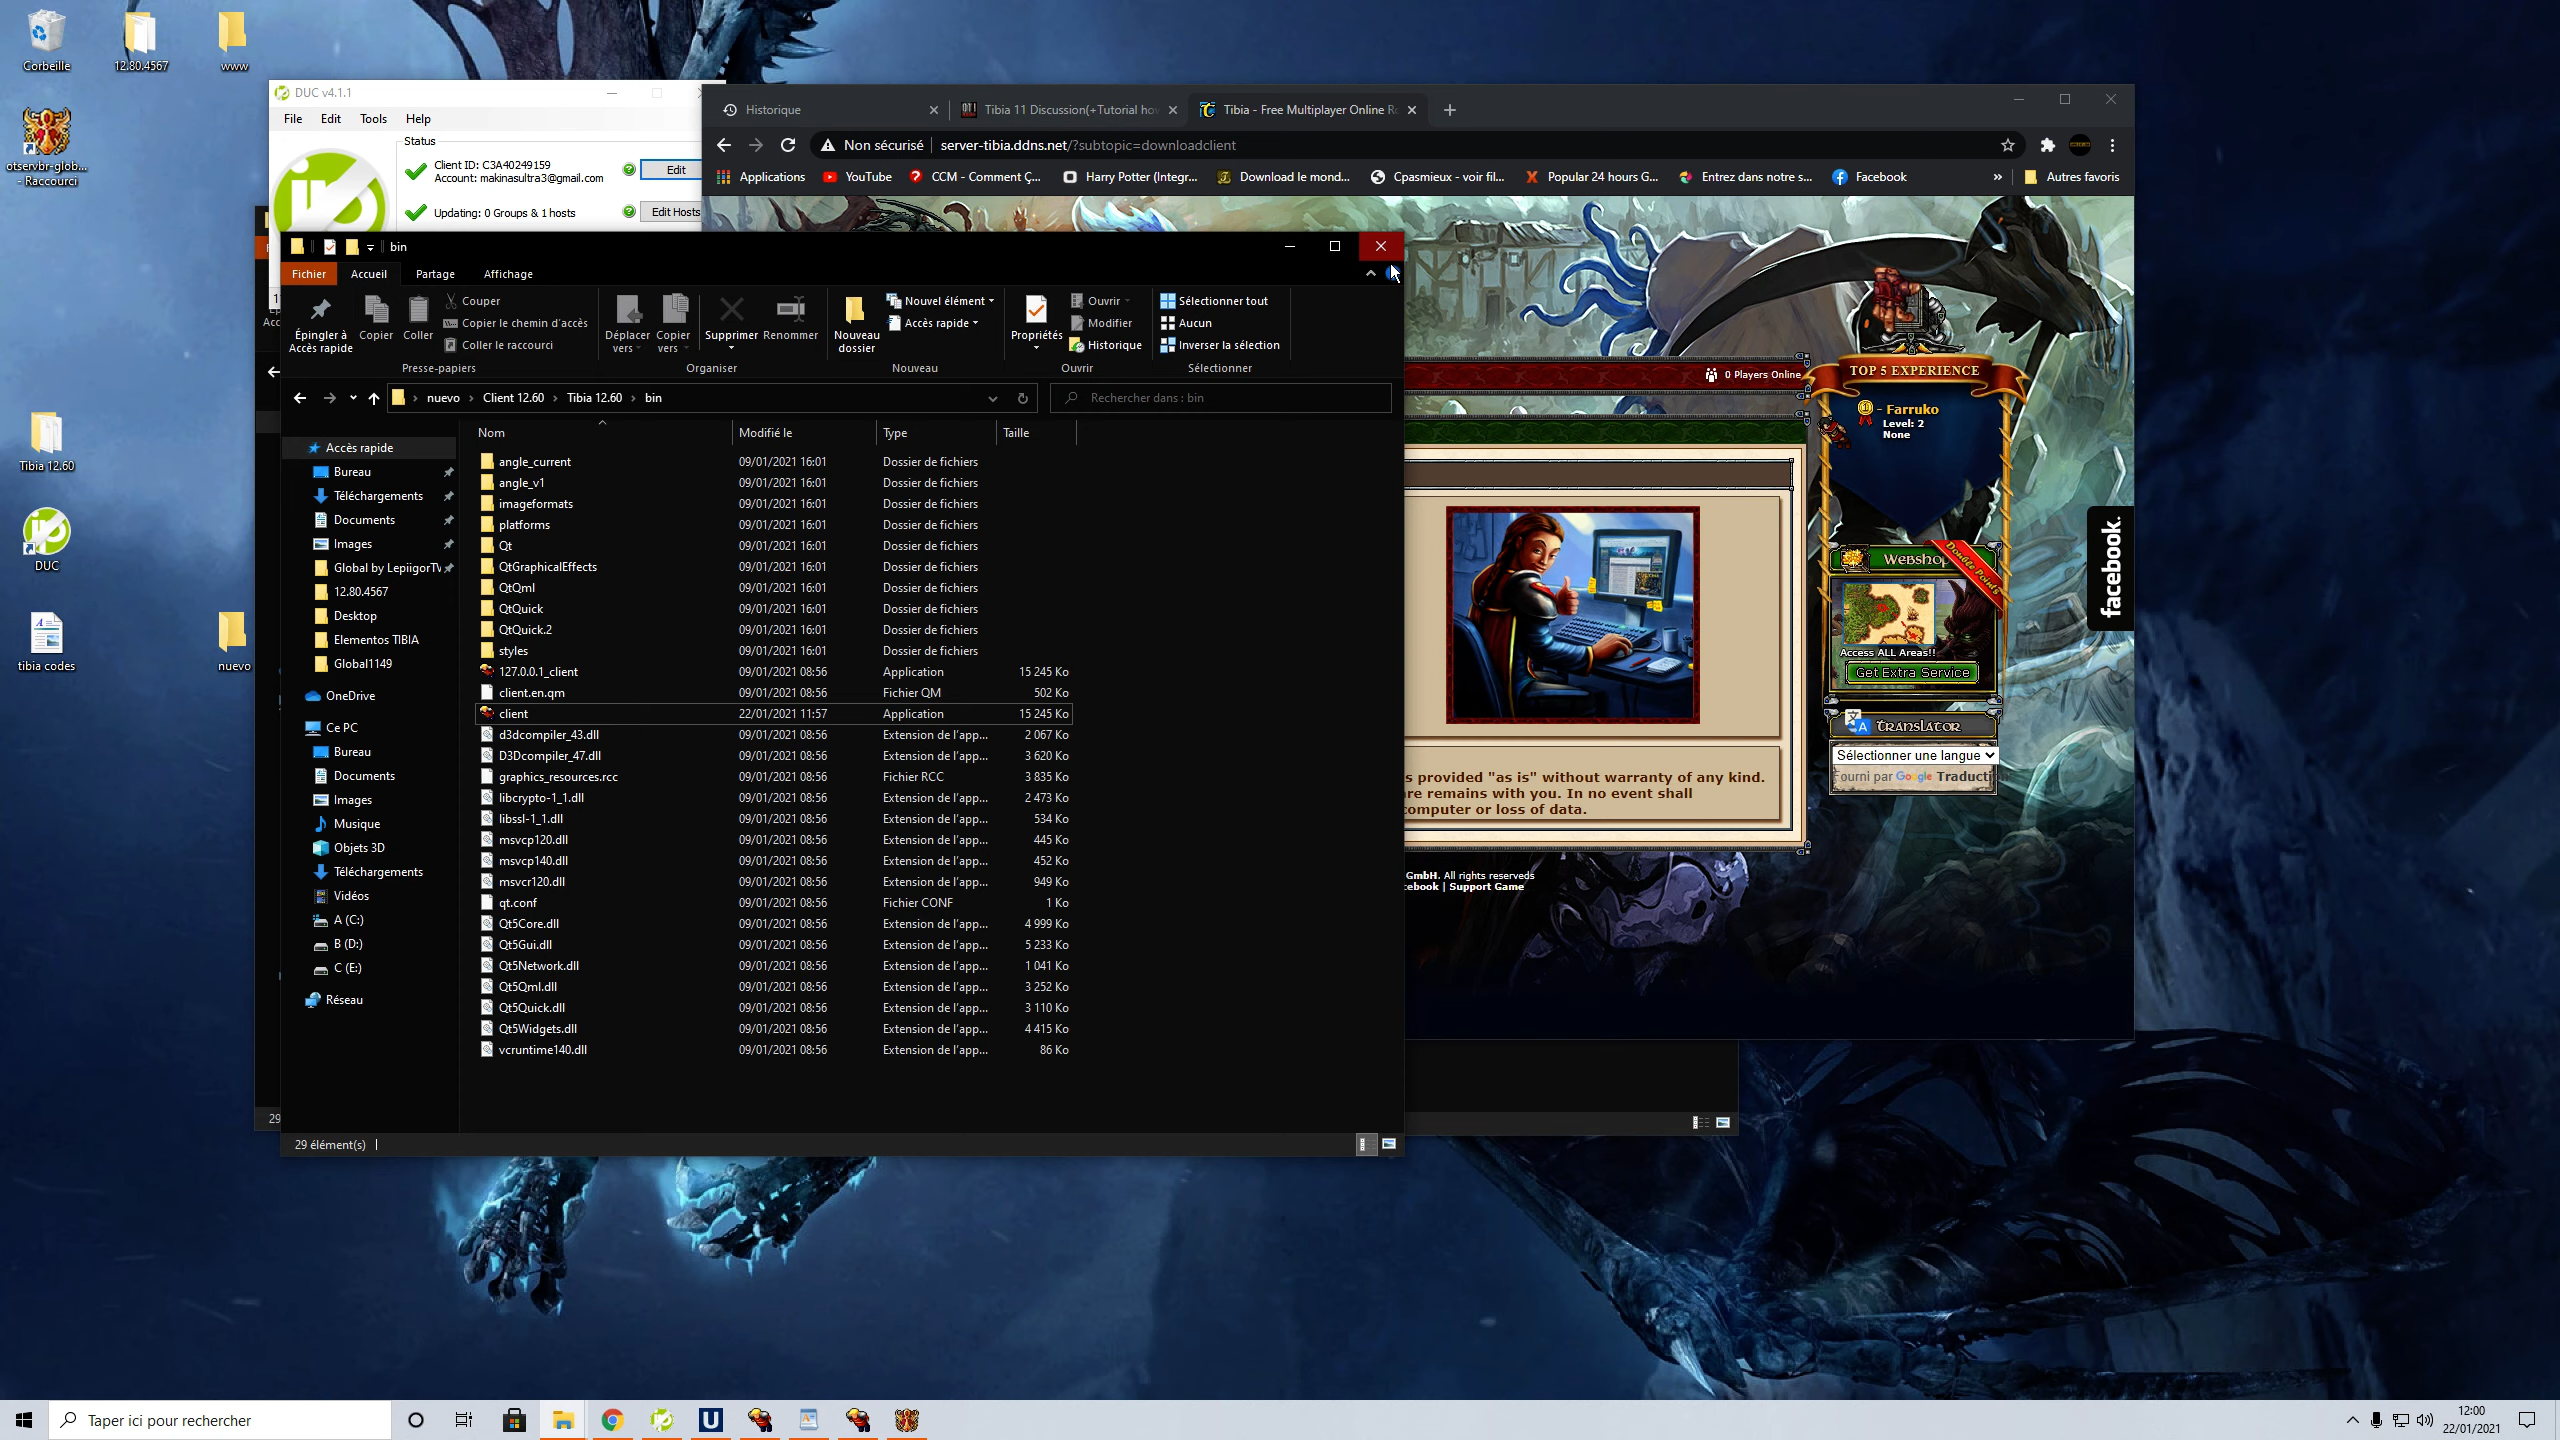 Corbeille
12.80.4567
www
otservbr-glob...
- Raccourci
Tibia 12.60
DUC
tibia codes
nuevo
DUC v4.1.1
File Edit Tools Help
Status
Client ID: C3A40249159
Account: makinasultra3@gmail.com
Edit
Updating: 0 Groups & 1 hosts
Edit Hosts
Historique
Tibia 11 Discussion(+Tutorial how
Tibia - Free Multiplayer Online Ro
Non sécurisé
server-tibia.ddns.net/?subtopic=downloadclient
Applications
YouTube
CCM - Comment Ç...
Harry Potter (Integr...
Download le mond...
Cpasmieux - voir fil...
Popular 24 hours G...
Entrez dans notre s...
Facebook
»
Autres favoris
bin
Fichier Accueil Partage Affichage
Épingler à
Accès rapide
Copier
Coller
Couper
Copier le chemin d'accès
Coller le raccourci
Presse-papiers
Déplacer
vers
Copier
vers
Supprimer
Renommer
Organiser
Nouveau
dossier
Nouvel élément
Accès rapide
Nouveau
Propriétés
Ouvrir
Modifier
Historique
Ouvrir
Sélectionner tout
Aucun
Inverser la sélection
Sélectionner
nuevo › Client 12.60 › Tibia 12.60 › bin
Rechercher dans : bin
Accès rapide
Bureau
Téléchargements
Documents
Images
Global by LepiigorTV
12.80.4567
Desktop
Elementos TIBIA
Global1149
OneDrive
Ce PC
Bureau
Documents
Images
Musique
Objets 3D
Téléchargements
Vidéos
A (C:)
B (D:)
C (E:)
Réseau
Nom Modifié le Type Taille
angle_current 09/01/2021 16:01 Dossier de fichiers
angle_v1 09/01/2021 16:01 Dossier de fichiers
imageformats 09/01/2021 16:01 Dossier de fichiers
platforms 09/01/2021 16:01 Dossier de fichiers
Qt 09/01/2021 16:01 Dossier de fichiers
QtGraphicalEffects 09/01/2021 16:01 Dossier de fichiers
QtQml 09/01/2021 16:01 Dossier de fichiers
QtQuick 09/01/2021 16:01 Dossier de fichiers
QtQuick.2 09/01/2021 16:01 Dossier de fichiers
styles 09/01/2021 16:01 Dossier de fichiers
127.0.0.1_client 09/01/2021 08:56 Application 15 245 Ko
client.en.qm 09/01/2021 08:56 Fichier QM 502 Ko
client 22/01/2021 11:57 Application 15 245 Ko
d3dcompiler_43.dll 09/01/2021 08:56 Extension de l'app... 2 067 Ko
D3Dcompiler_47.dll 09/01/2021 08:56 Extension de l'app... 3 620 Ko
graphics_resources.rcc 09/01/2021 08:56 Fichier RCC 3 835 Ko
libcrypto-1_1.dll 09/01/2021 08:56 Extension de l'app... 2 473 Ko
libssl-1_1.dll 09/01/2021 08:56 Extension de l'app... 534 Ko
msvcp120.dll 09/01/2021 08:56 Extension de l'app... 445 Ko
msvcp140.dll 09/01/2021 08:56 Extension de l'app... 452 Ko
msvcr120.dll 09/01/2021 08:56 Extension de l'app... 949 Ko
qt.conf 09/01/2021 08:56 Fichier CONF 1 Ko
Qt5Core.dll 09/01/2021 08:56 Extension de l'app... 4 999 Ko
Qt5Gui.dll 09/01/2021 08:56 Extension de l'app... 5 233 Ko
Qt5Network.dll 09/01/2021 08:56 Extension de l'app... 1 041 Ko
Qt5Qml.dll 09/01/2021 08:56 Extension de l'app... 3 252 Ko
Qt5Quick.dll 09/01/2021 08:56 Extension de l'app... 3 110 Ko
Qt5Widgets.dll 09/01/2021 08:56 Extension de l'app... 4 415 Ko
vcruntime140.dll 09/01/2021 08:56 Extension de l'app... 86 Ko
29 élément(s)
29
0 Players Online
TOP 5 EXPERIENCE
- Farruko
Level: 2
None
Webshop
Double Points
Access ALL Areas!!
Get Extra Service
Translator
Sélectionner une langue
Fourni par Google Traduction
facebook.
s provided "as is" without warranty of any kind.
re remains with you. In no event shall
computer or loss of data.
GmbH. All rights reserveds
cebook | Support Game
Taper ici pour rechercher
12:00
22/01/2021